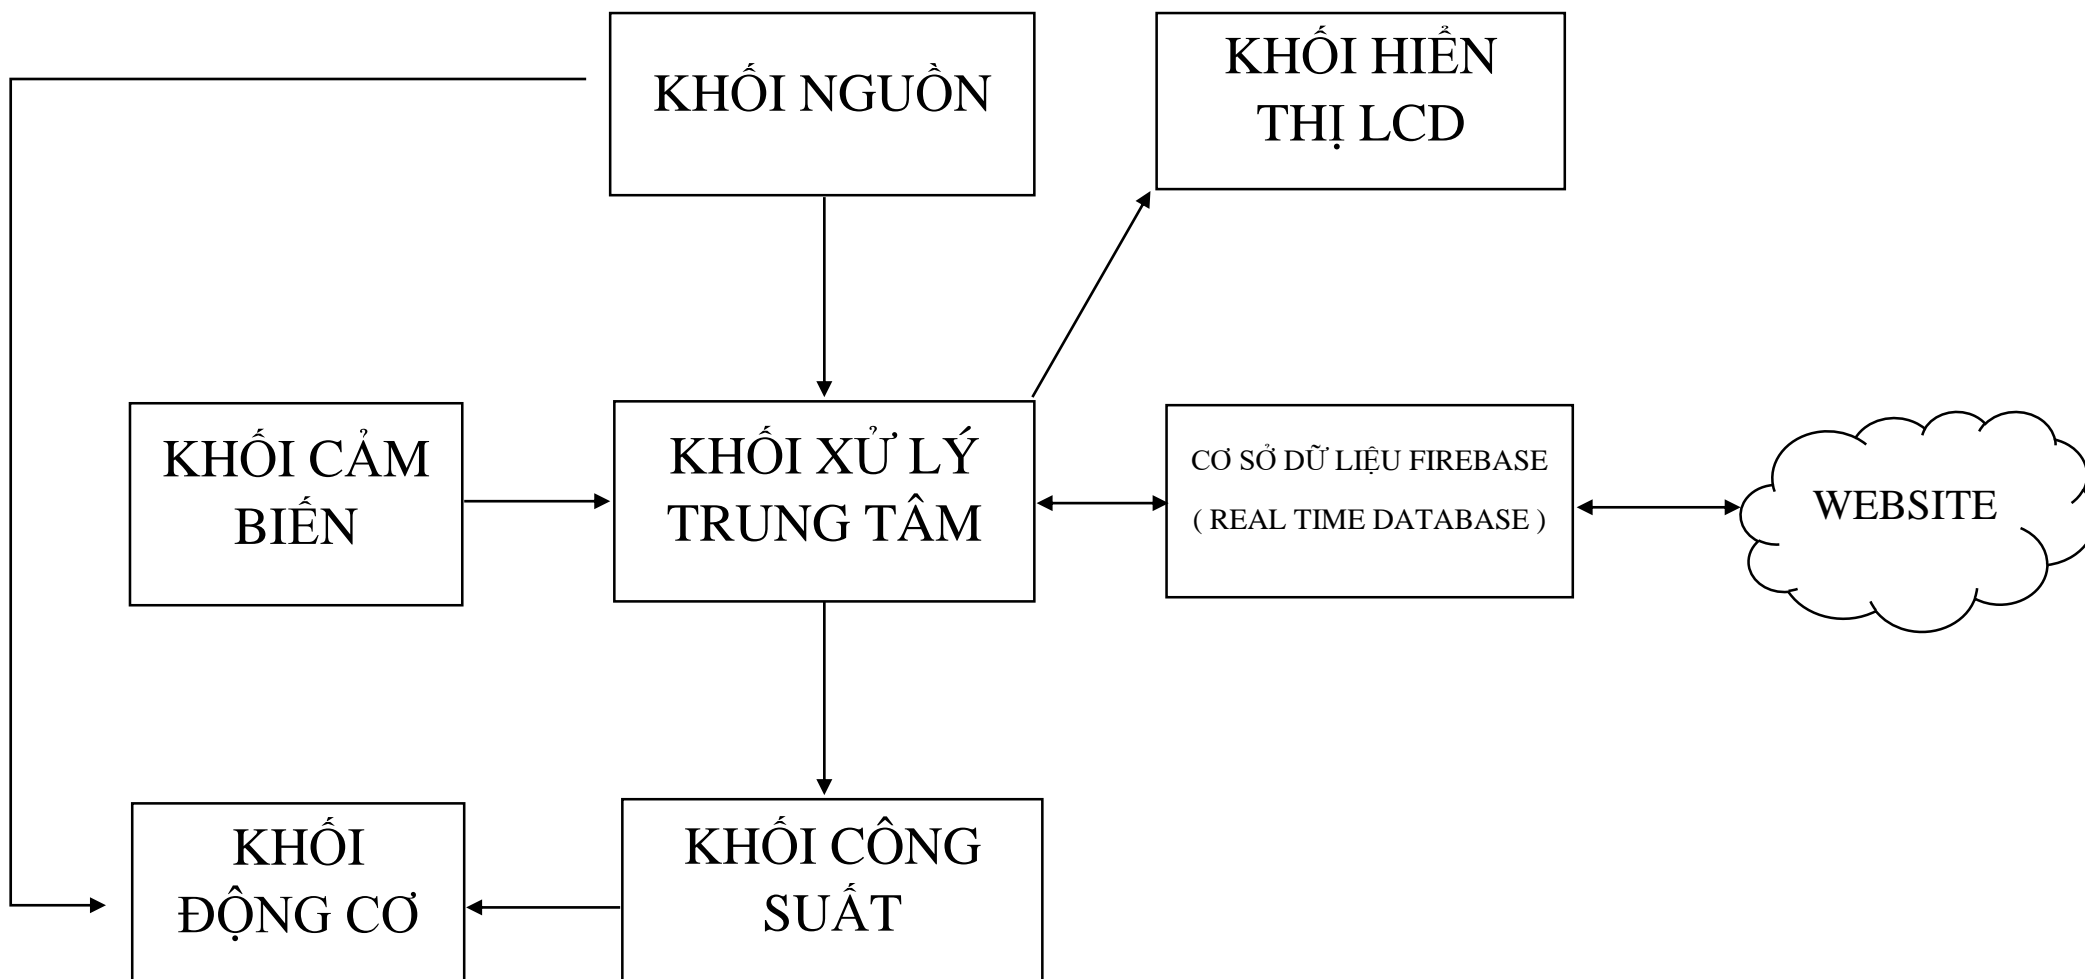 KHỐI NGUỒN
KHỐI HIỂN
THỊ LCD
KHỐI CẢM
BIẾN
KHỐI XỬ LÝ
TRUNG TÂM
CƠ SỞ DỮ LIỆU FIREBASE
( REAL TIME DATABASE )
WEBSITE
KHỐI
ĐỘNG CƠ
KHỐI CÔNG
SUẤT